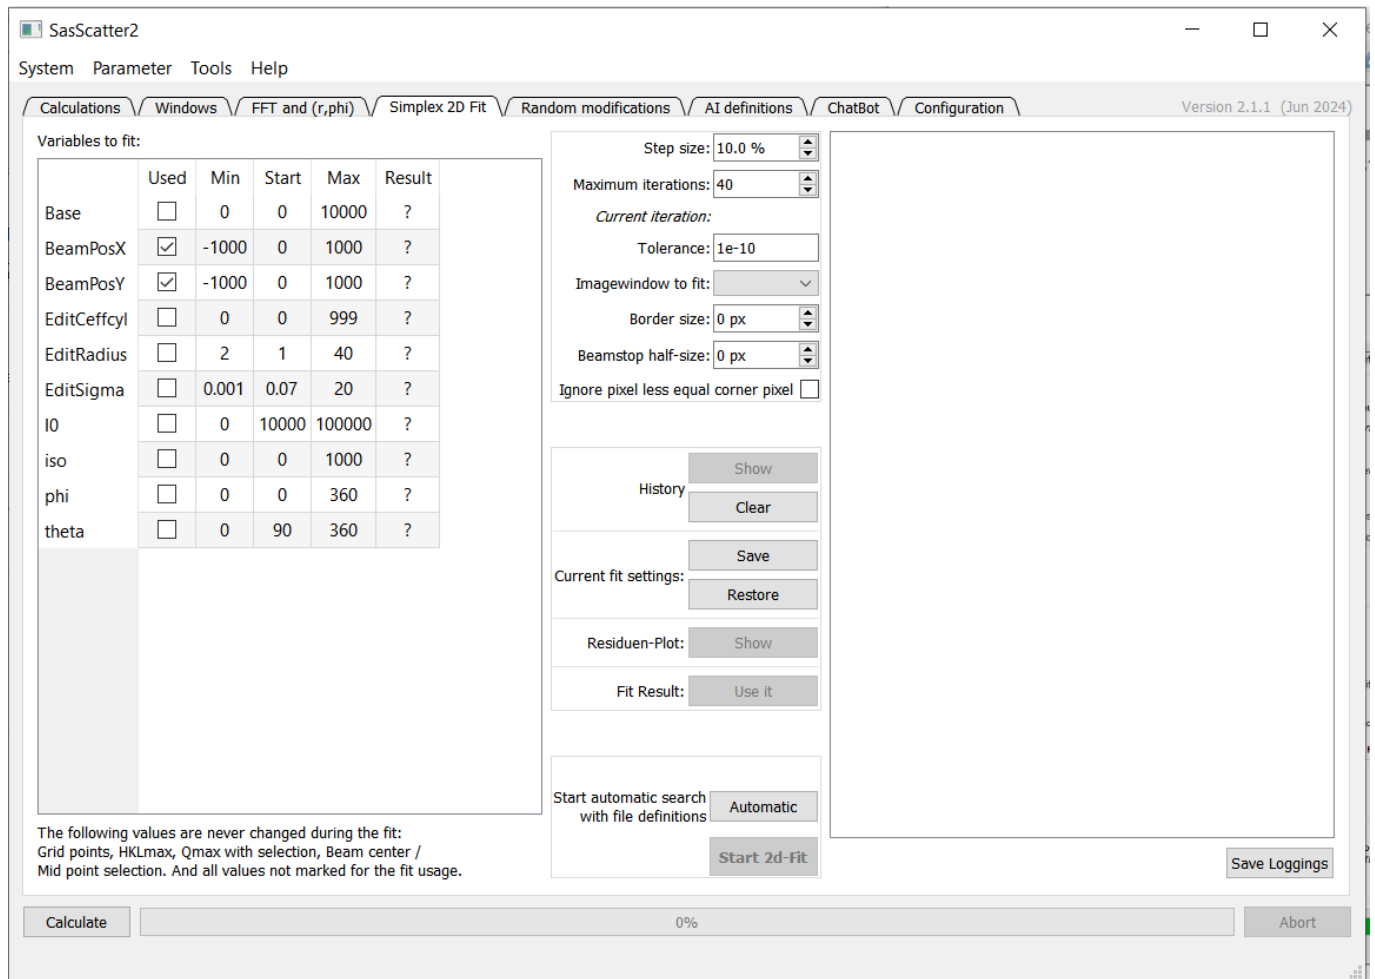 SasScatter2
System Parameter Tools Help
Calculations Windows FFT and (r,phi) Simplex 2D Fit Random modifications AI definitions ChatBot Configuration Version 2.1.1 (Jun 2024)
Variables to fit:
Used Min Start Max Result
Base 0 0 10000 ?
BeamPosX -1000 0 1000 ?
BeamPosY -1000 0 1000 ?
EditCeffcyl 0 0 999 ?
EditRadius 2 1 40 ?
EditSigma 0.001 0.07 20 ?
I0 0 10000 100000 ?
iso 0 0 1000 ?
phi 0 0 360 ?
theta 0 90 360 ?
The following values are never changed during the fit:
Grid points, HKLmax, Qmax with selection, Beam center /
Mid point selection. And all values not marked for the fit usage.
Step size: 10.0 %
Maximum iterations: 40
Current iteration:
Tolerance: 1e-10
Imagewindow to fit:
Border size: 0 px
Beamstop half-size: 0 px
Ignore pixel less equal corner pixel
History
Show
Clear
Current fit settings:
Save
Restore
Residuen-Plot: Show
Fit Result: Use it
Start automatic search
with file definitions
Automatic
Start 2d-Fit
Save Loggings
Calculate 0% Abort